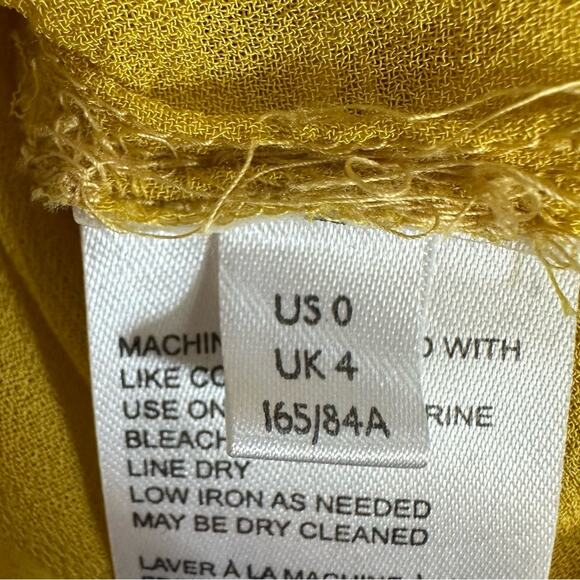 US 0
UK 4
165/84A
MACHIN WITH
LIKE CO
USE ON RINE
BLEACH
LINE DRY
LOW IRON AS NEEDED
MAY BE DRY CLEANED
LAVER À LA MACHINE